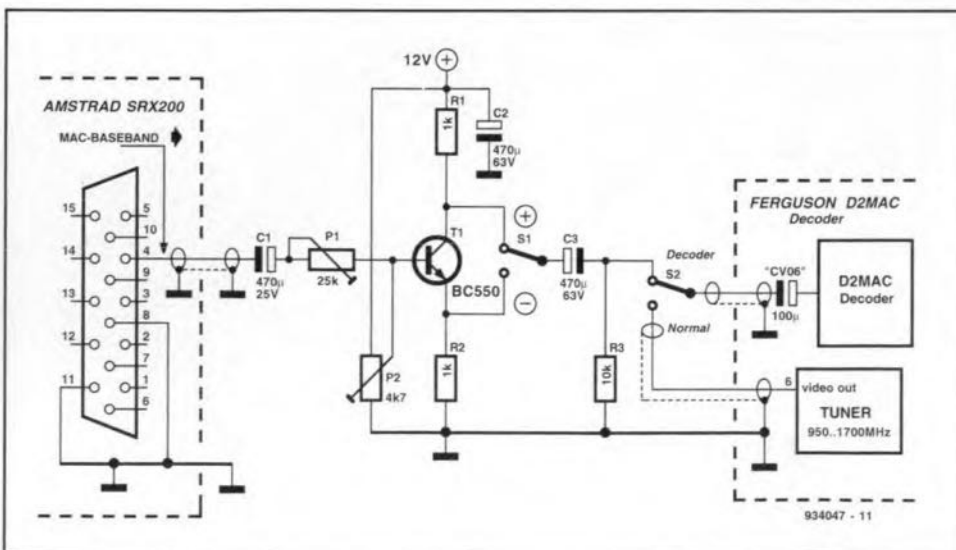 AMSTRAD SRX200
MAC-BASEBAND
15
5
10
14
4
9
13
3
8
12
2
7
11
1
6
C1
470µ
25V
P1
25k
P2
4k7
12V
+
R1
1k
C2
470µ
63V
T1
BC550
R2
1k
+
S1
−
C3
470µ
63V
R3
10k
Decoder
S2
Normal
FERGUSON D2MAC
Decoder
"CV06"
100µ
D2MAC
Decoder
6
video out
TUNER
950..1700MHz
934047 - 11